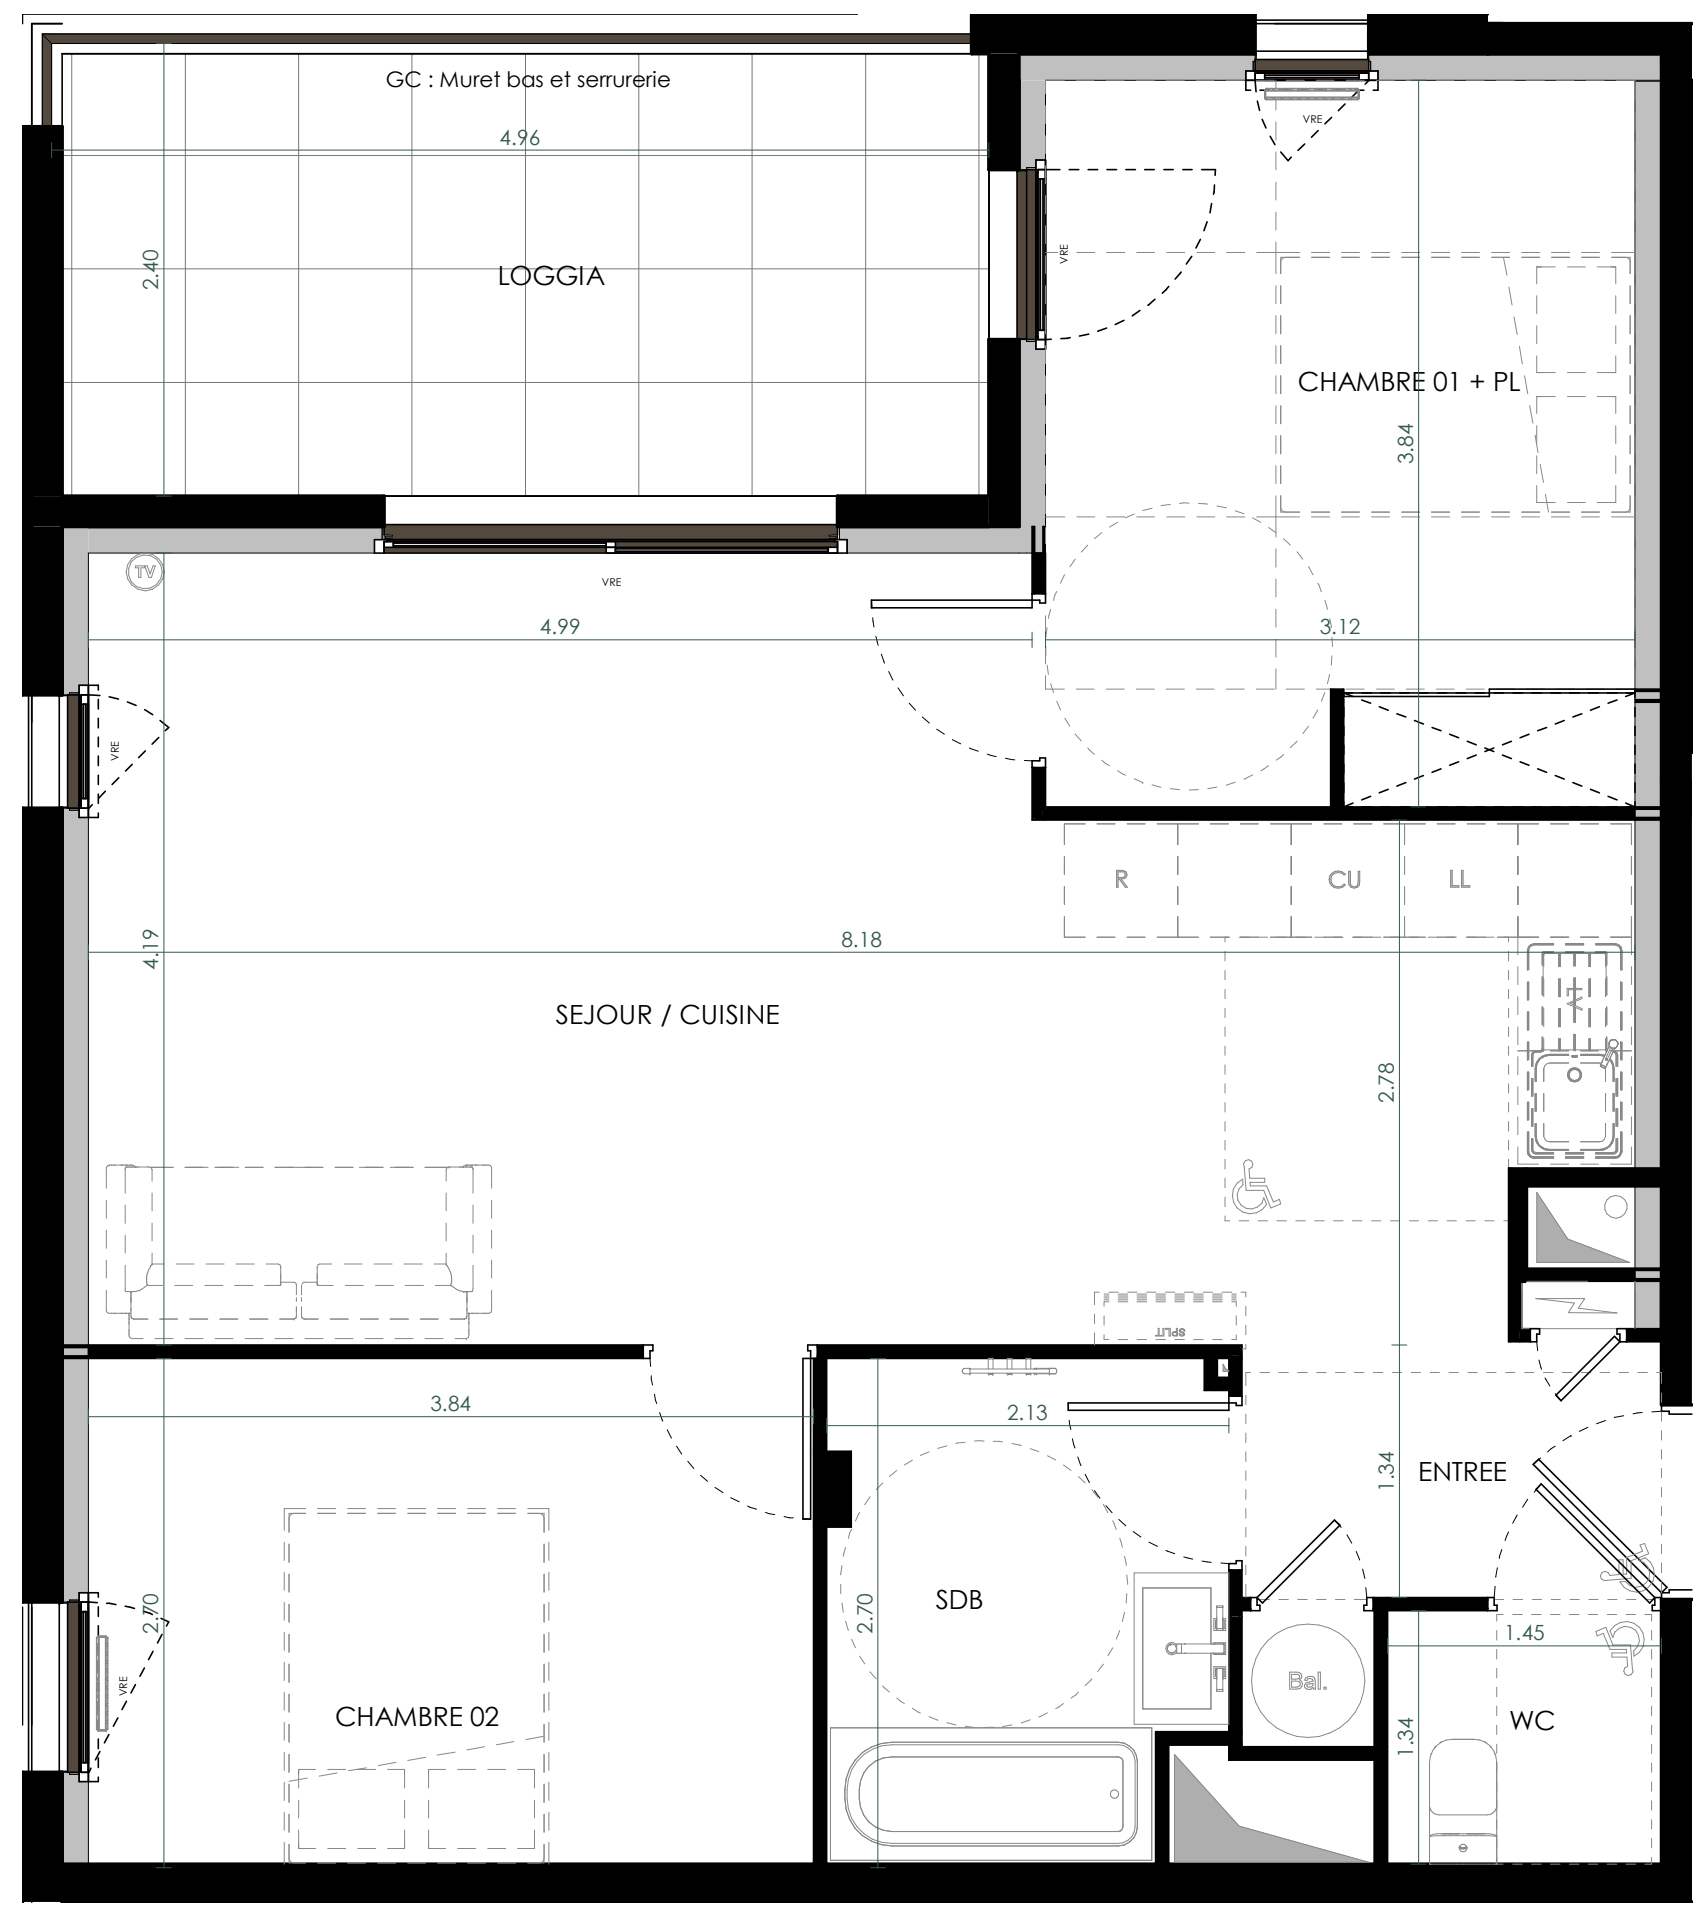 GC : Muret bas et serrurerie
VRE
4.96
VRE
2.40
LOGGIA
CHAMBRE 01 + PL
3.84
TV
VRE
4.99
3.12
VRE
R
CU
LL
8.18
4.19
LV
SEJOUR / CUISINE
2.78
SPLIT
3.84
2.13
1.34
ENTREE
SDB
2.70
2.70
1.45
VRE
Bal.
CHAMBRE 02
WC
1.34